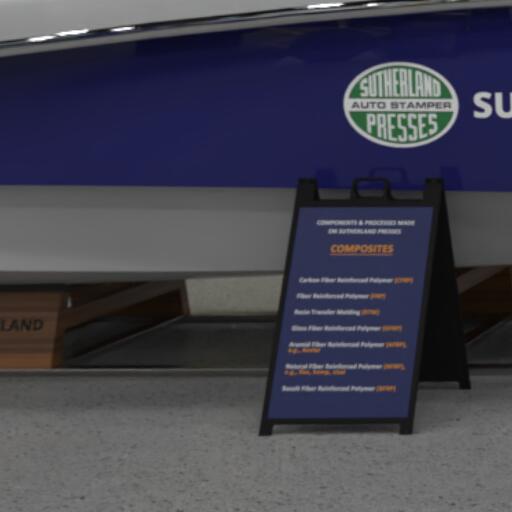 SUTHERLAND
AUTO STAMPER
PRESSES
SU
COMPONENTS & PROCESSES MADE
ON SUTHERLAND PRESSES
COMPOSITES
Carbon Fiber Reinforced Polymer (CFRP)
Fiber Reinforced Polymer (FRP)
Resin Transfer Molding (RTM)
Glass Fiber Reinforced Polymer (GFRP)
Aramid Fiber Reinforced Polymer (AFRP),
e.g., Kevlar
Natural Fiber Reinforced Polymer (NFRP),
e.g., flax, hemp, sisal
Basalt Fiber Reinforced Polymer (BFRP)
LAND